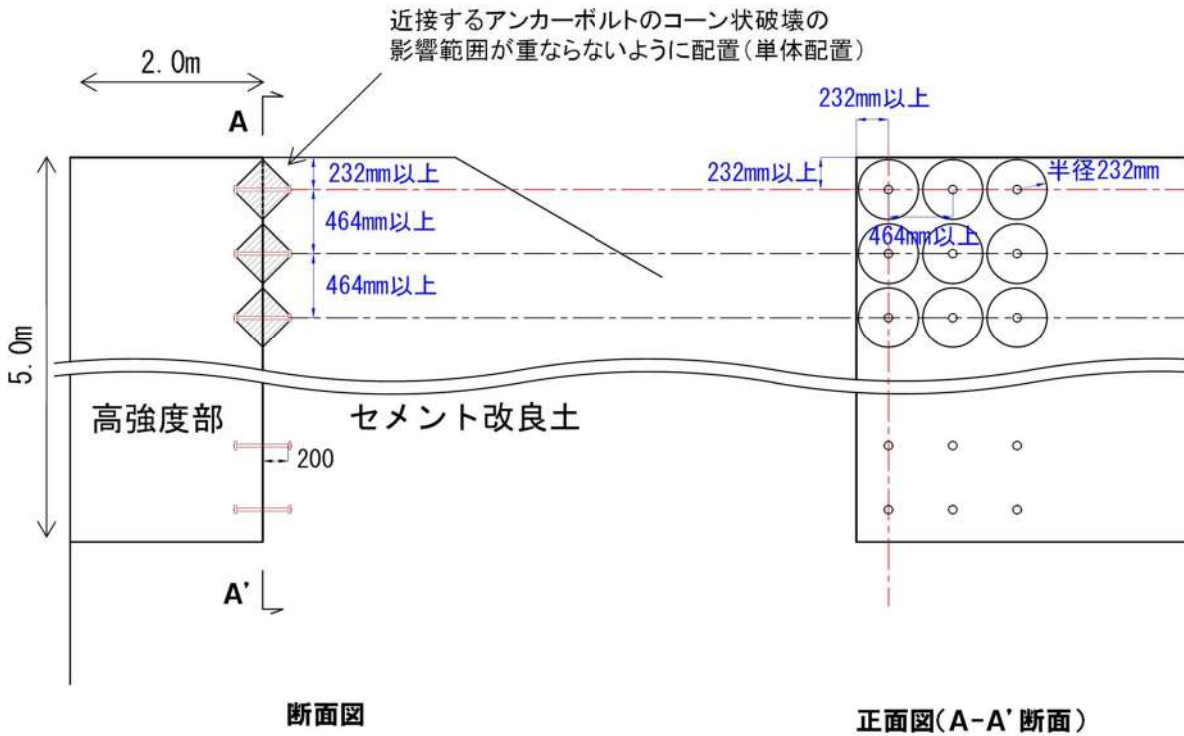 近接するアンカーボルトのコーン状破壊の
影響範囲が重ならないように配置(単体配置)
2.0m
A
232mm以上
232mm以上
232mm以上
半径232mm
464mm以上
464mm以上
464mm以上
5.0m
高強度部
セメント改良土
200
A'
断面図
正面図(A-A'断面)